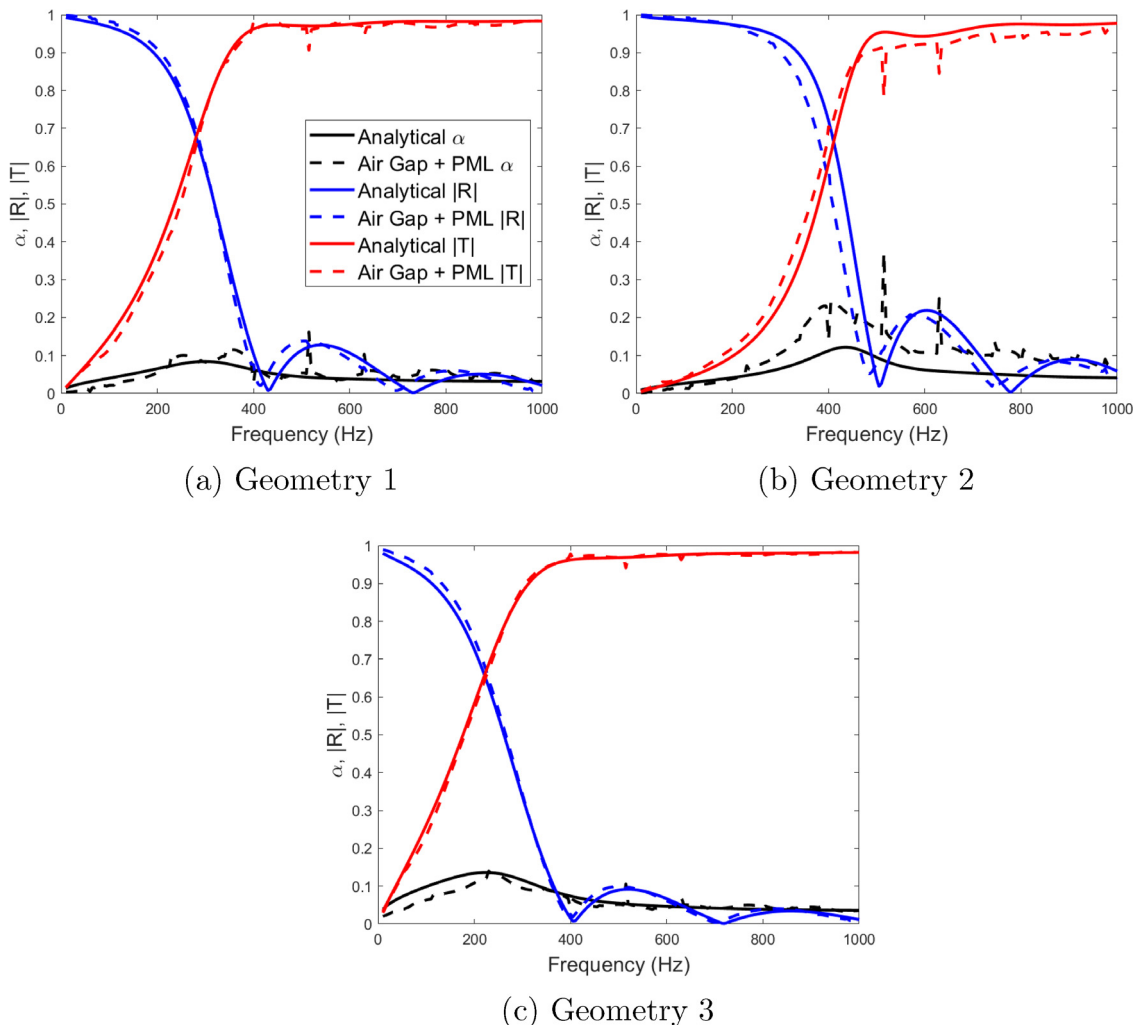 1
0.9
0.8
0.7
0.6
0.5
0.4
0.3
0.2
0.1
0
α, |R|, |T|
Analytical α
Air Gap + PML α
Analytical |R|
Air Gap + PML |R|
Analytical |T|
Air Gap + PML |T|
0 200 400 600 800 1000
Frequency (Hz)
(a) Geometry 1
1
0.9
0.8
0.7
0.6
0.5
0.4
0.3
0.2
0.1
0
α, |R|, |T|
0 200 400 600 800 1000
Frequency (Hz)
(b) Geometry 2
1
0.9
0.8
0.7
0.6
0.5
0.4
0.3
0.2
0.1
0
α, |R|, |T|
0 200 400 600 800 1000
Frequency (Hz)
(c) Geometry 3